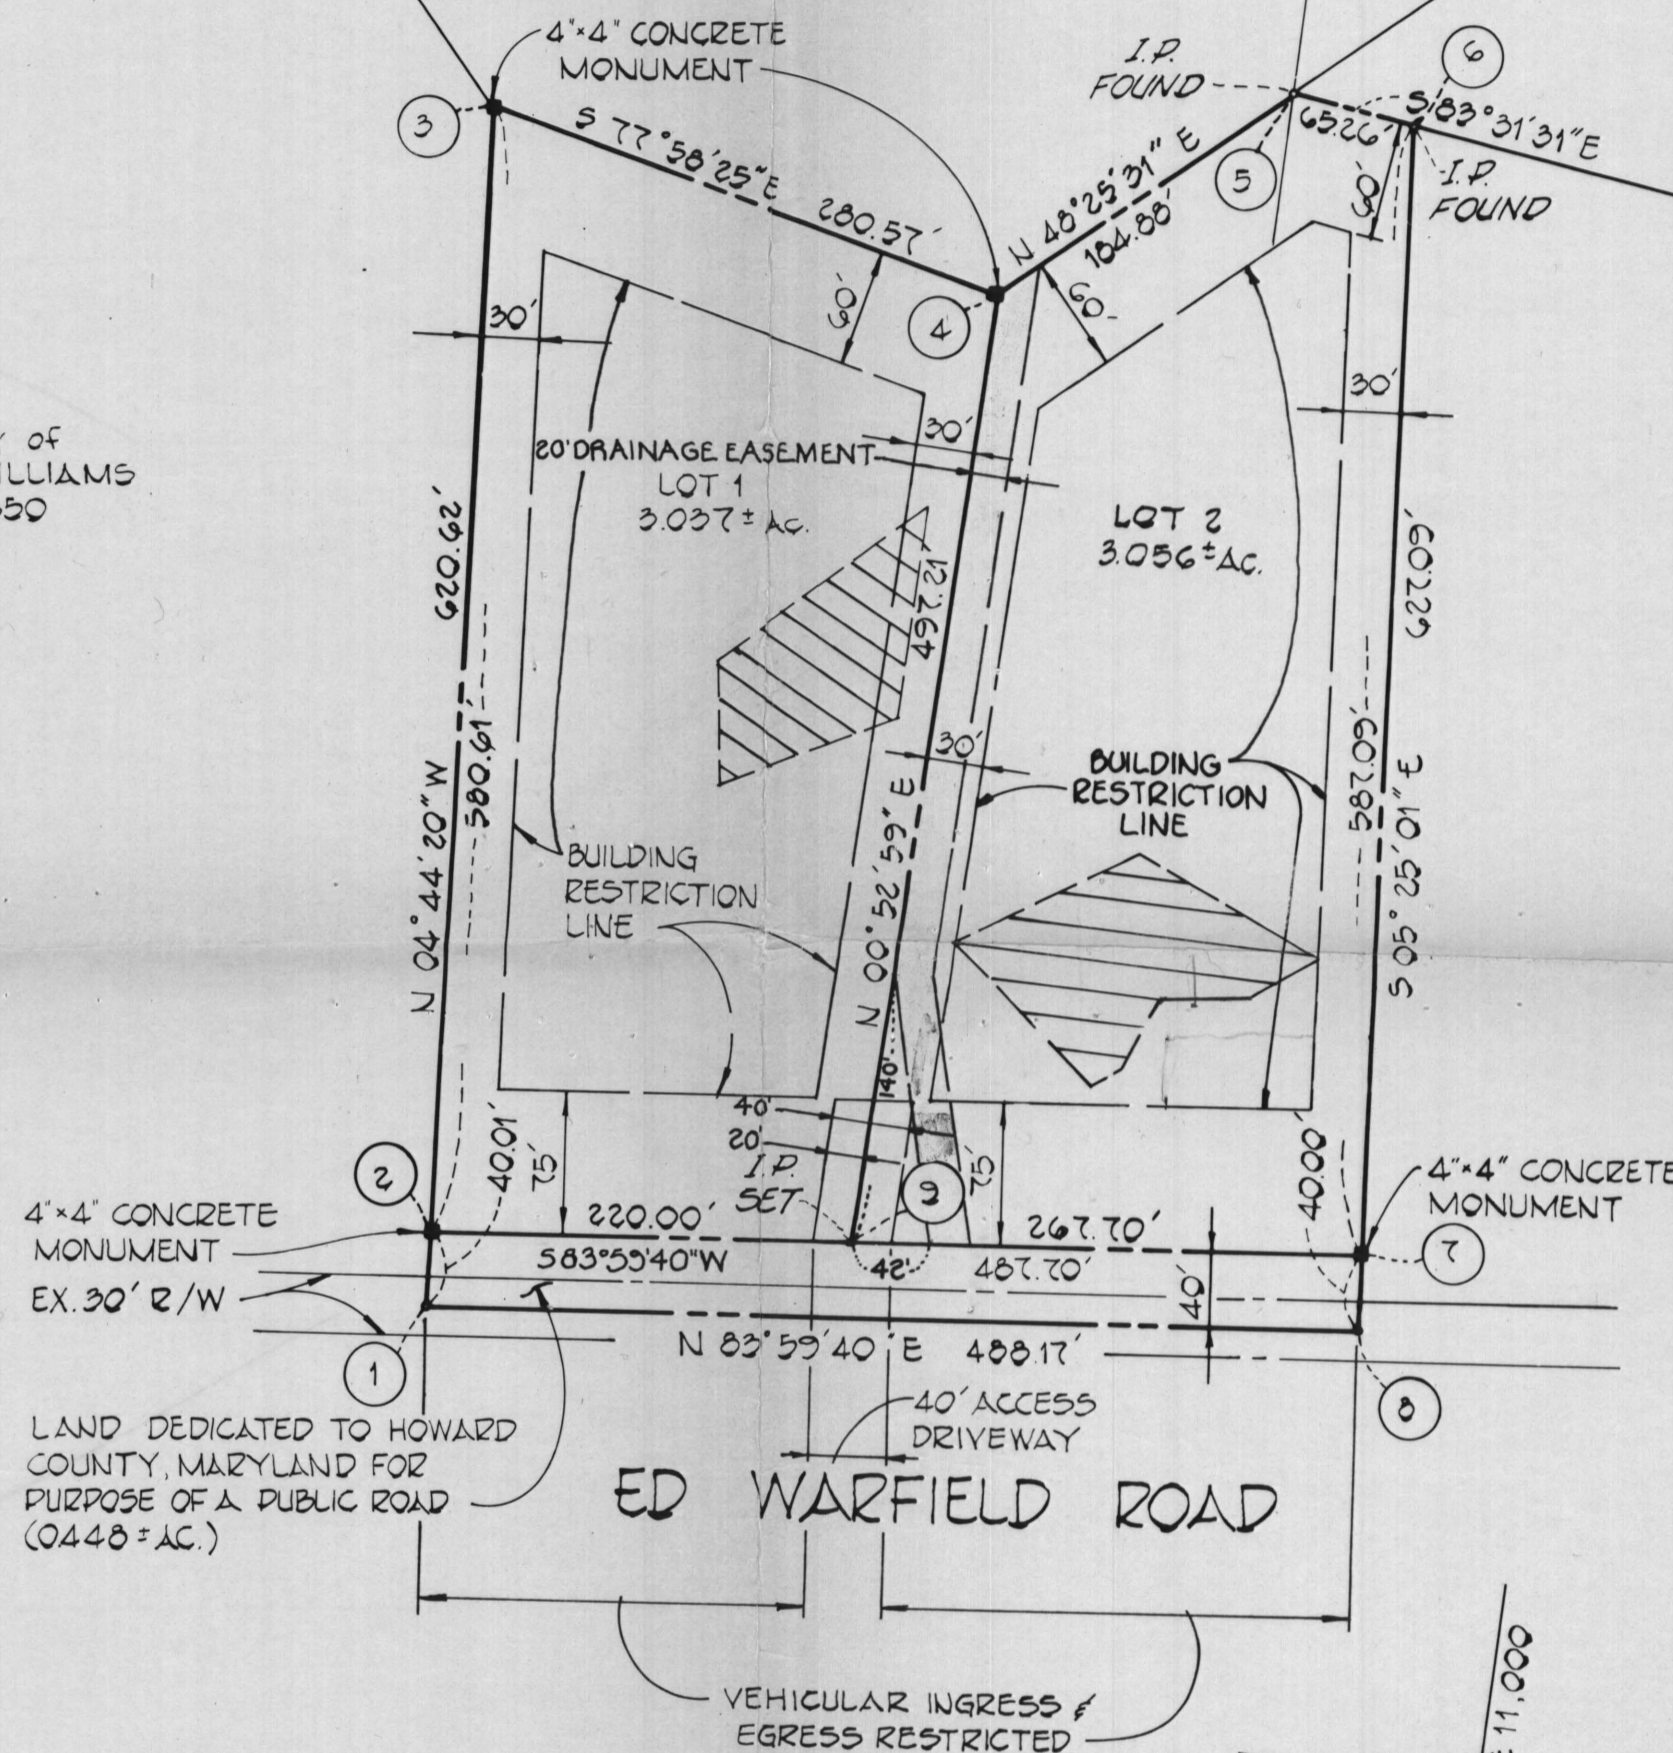 4"×4" CONCRETE
MONUMENT
I.P.
FOUND
6
3
S 77°58'25"E
280.57'
N 48°25'31" E
184.88'
5
65.26'
S 83°31'31"E
60'
I.P.
FOUND
30'
60'
4
60'
30'
of
ILLIAMS
350
20' DRAINAGE EASEMENT
30'
LOT 1
3.037 ± AC.
LOT 2
3.056 ± AC.
620.62'
497.21'
627.09'
580.61'
30'
BUILDING
RESTRICTION
LINE
587.09'
N 04°44'20" W
N 00°52'59" E
S 05°25'01" E
BUILDING
RESTRICTION
LINE
140'
40'
20'
I.P.
SET
9
75'
75'
40.01'
40.00'
2
4"×4" CONCRETE
MONUMENT
4"×4" CONCRETE
MONUMENT
220.00'
267.70'
S83°59'40"W
42'
487.70'
40'
7
EX. 30' R/W
N 83°59'40" E 488.17'
1
8
40' ACCESS
DRIVEWAY
LAND DEDICATED TO HOWARD
COUNTY, MARYLAND FOR
PURPOSE OF A PUBLIC ROAD
(0.448 ± AC.)
ED WARFIELD ROAD
VEHICULAR INGRESS &
EGRESS RESTRICTED
E 11,000